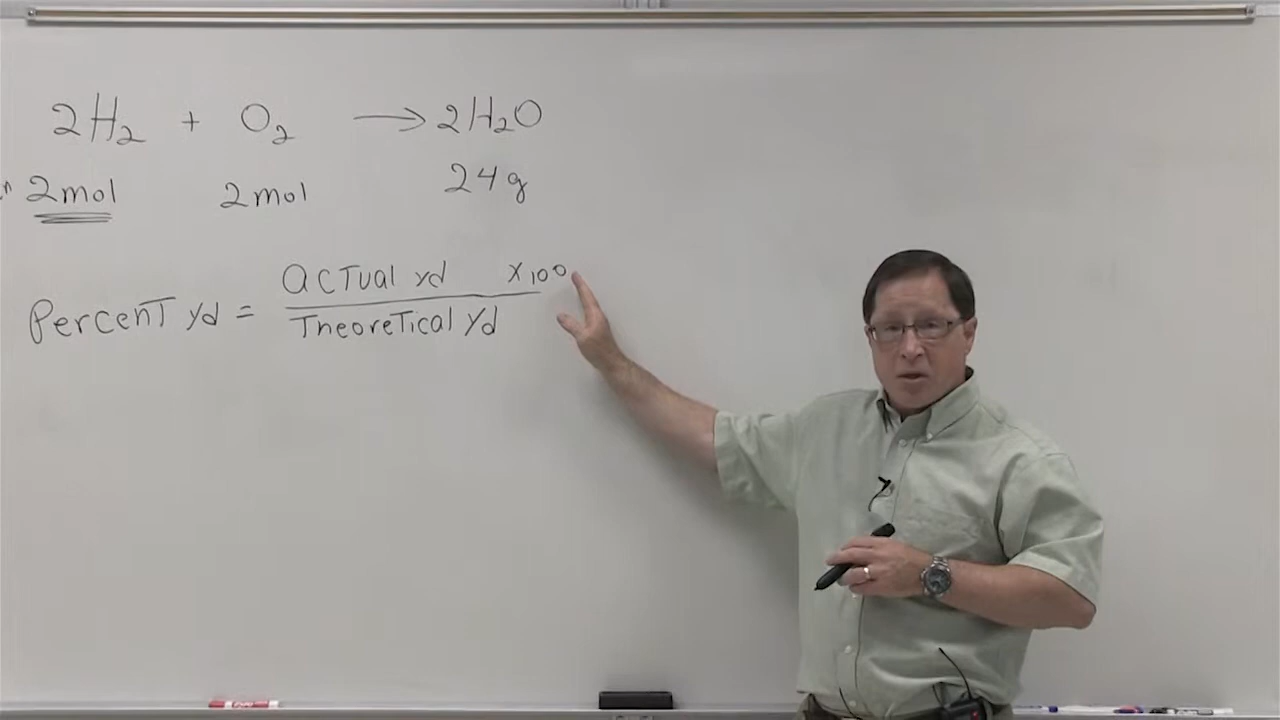 2H₂ + O₂ → 2H₂O
2mol 2mol 24g
PercenT yd = acTual yd x100
TheoreTical Yd